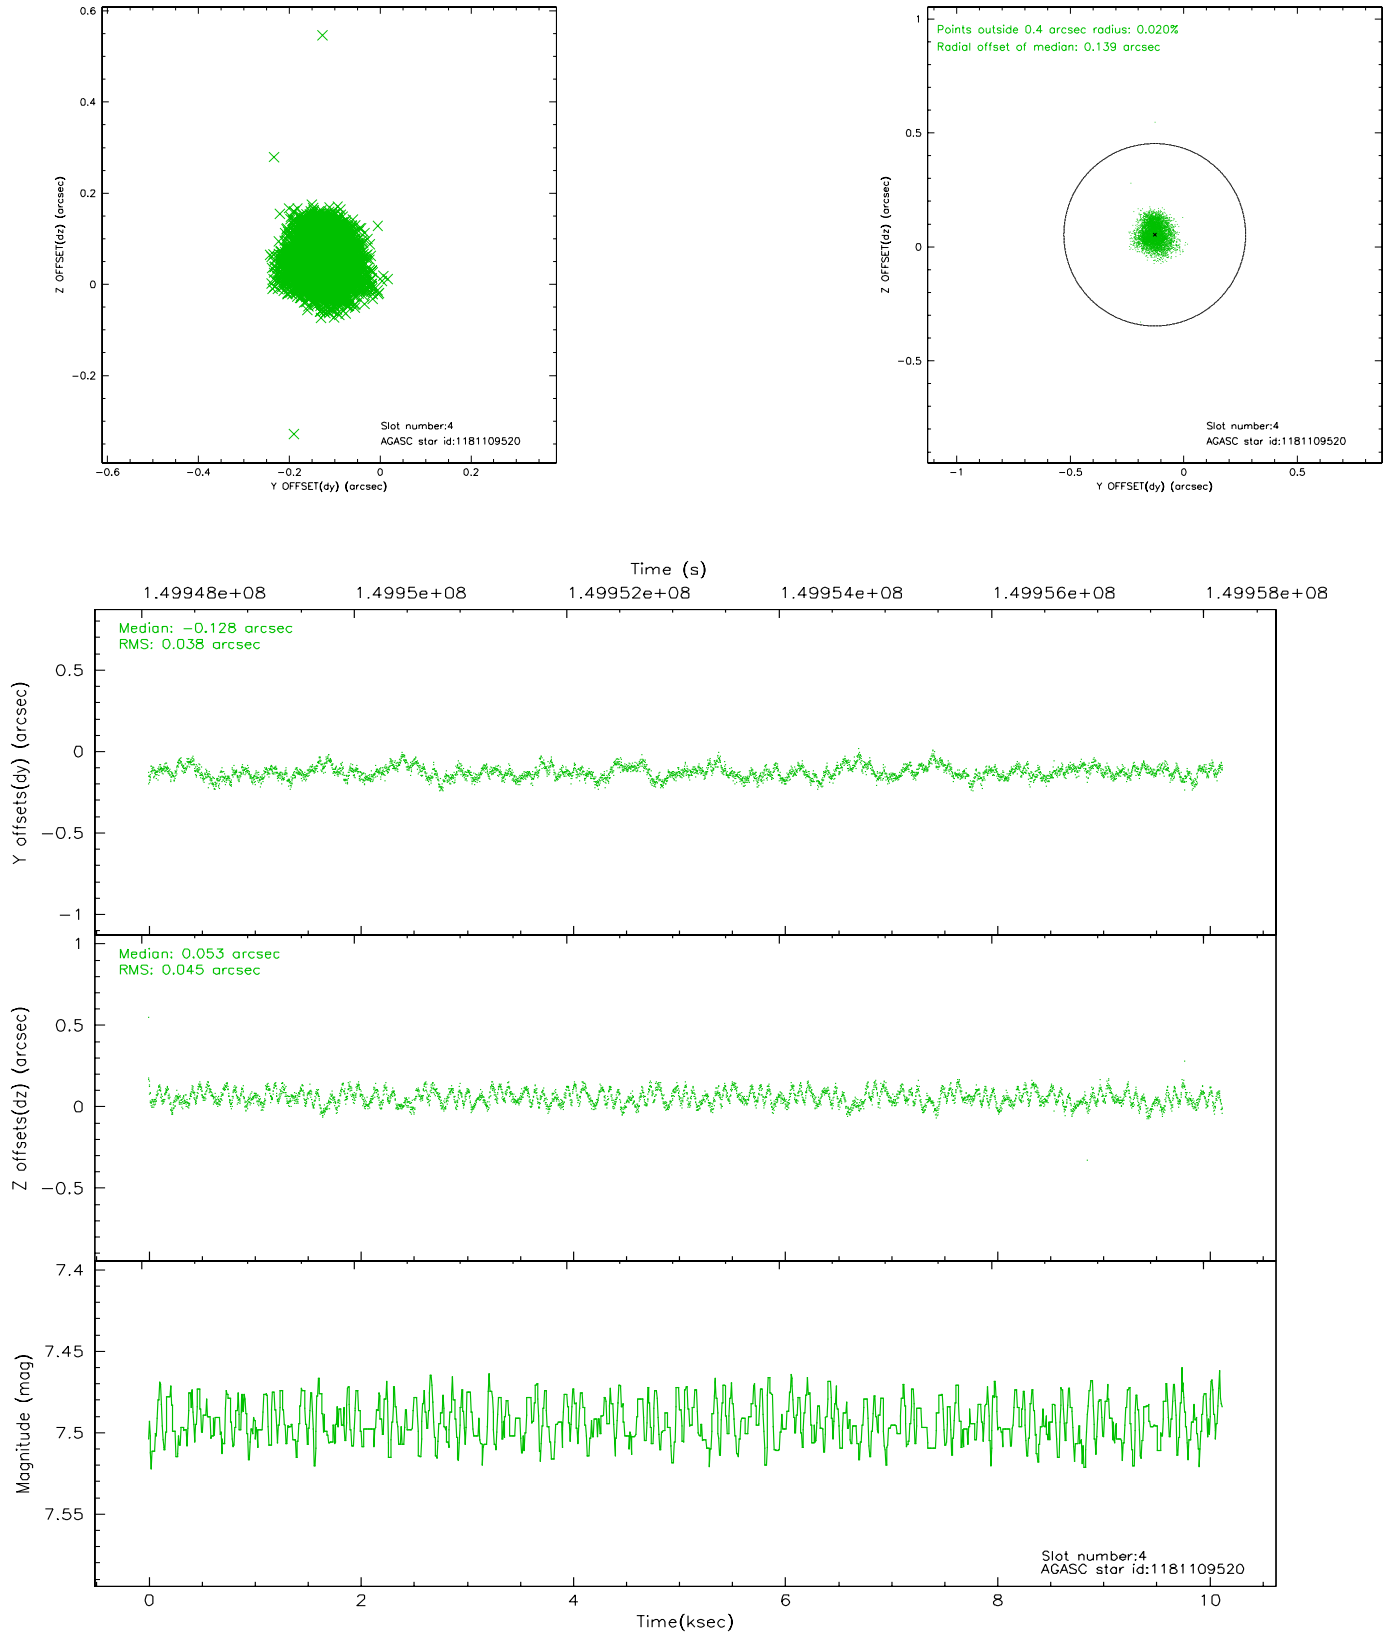 0.6
0.4
0.2
0
−0.2
Z OFFSET(dz) (arcsec)
Slot number:4
AGASC star id:1181109520
−0.6 −0.4 −0.2 0 0.2
Y OFFSET(dy) (arcsec)
Points outside 0.4 arcsec radius: 0.020%
Radial offset of median: 0.139 arcsec
1
0.5
0
−0.5
Z OFFSET(dz) (arcsec)
Slot number:4
AGASC star id:1181109520
−1 −0.5 0 0.5
Y OFFSET(dy) (arcsec)
Time (s)
1.49948e+08 1.4995e+08 1.49952e+08 1.49954e+08 1.49956e+08 1.49958e+08
Median: −0.128 arcsec
RMS: 0.038 arcsec
0.5
0
−0.5
−1
Y offsets(dy) (arcsec)
Median: 0.053 arcsec
RMS: 0.045 arcsec
1
0.5
0
−0.5
Z offsets(dz) (arcsec)
7.4
7.45
7.5
7.55
Magnitude (mag)
Slot number:4
AGASC star id:1181109520
0 2 4 6 8 10
Time(ksec)